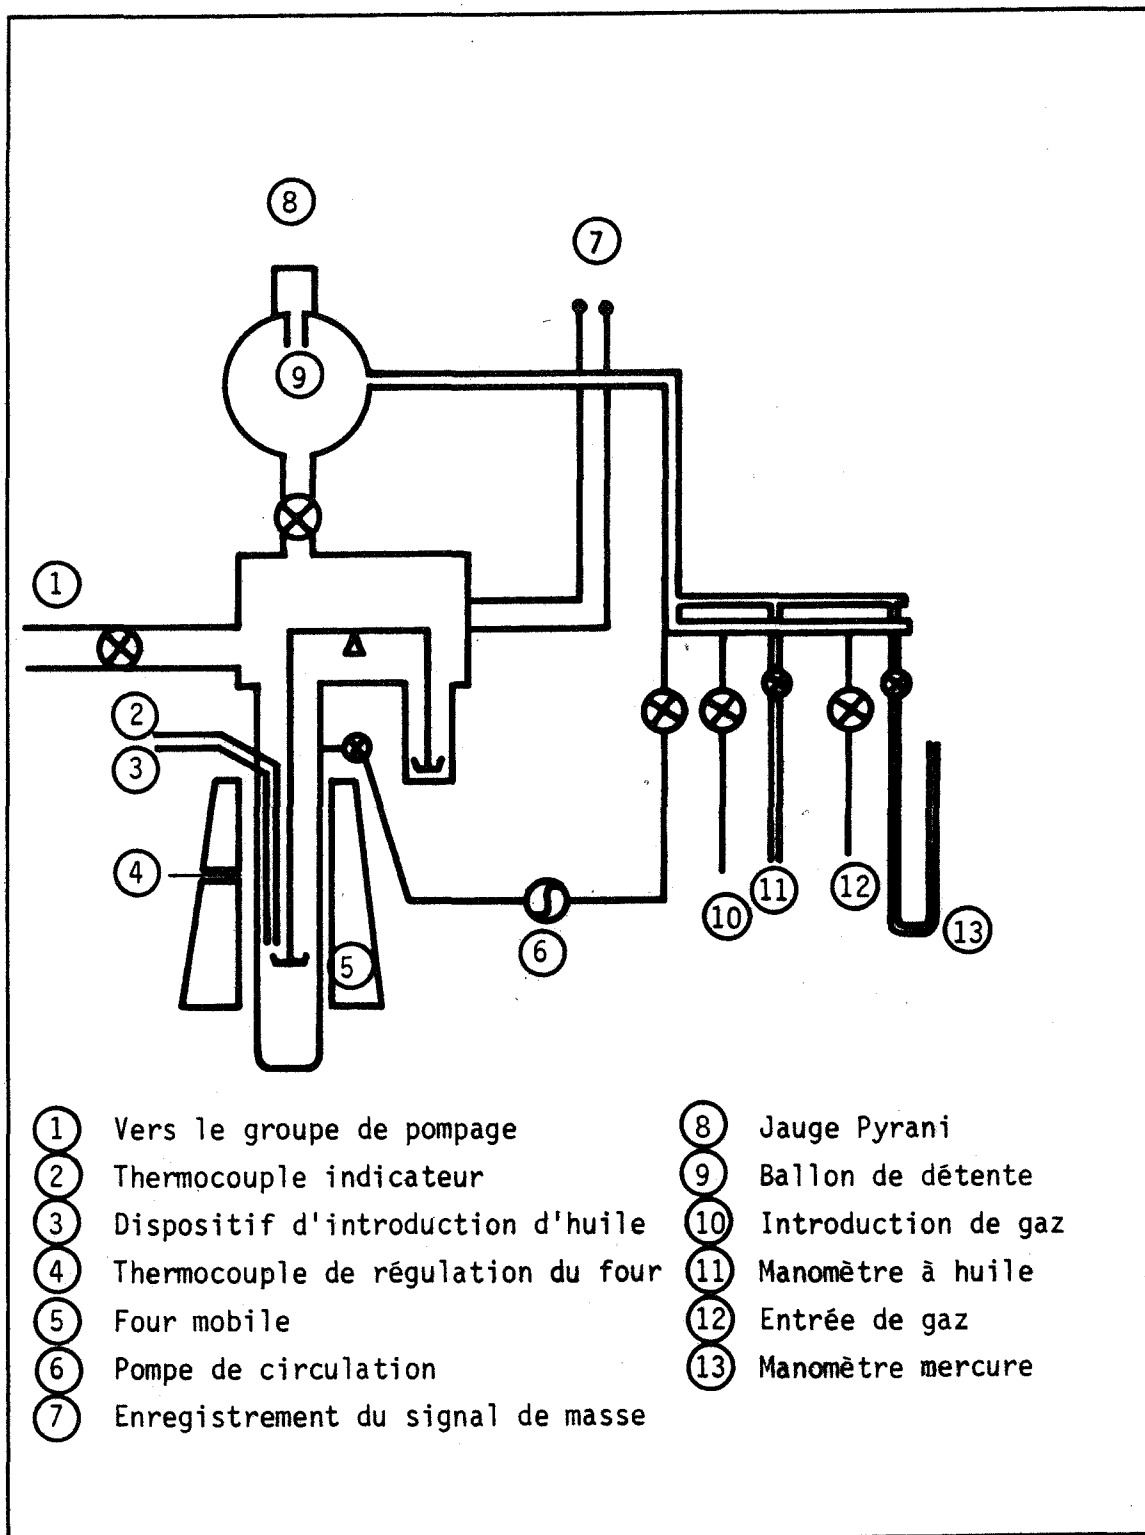 8
7
9
1
2
3
4
5
6
10
11
12
13
1 Vers le groupe de pompage
2 Thermocouple indicateur
3 Dispositif d'introduction d'huile
4 Thermocouple de régulation du four
5 Four mobile
6 Pompe de circulation
7 Enregistrement du signal de masse
8 Jauge Pyrani
9 Ballon de détente
10 Introduction de gaz
11 Manomètre à huile
12 Entrée de gaz
13 Manomètre mercure